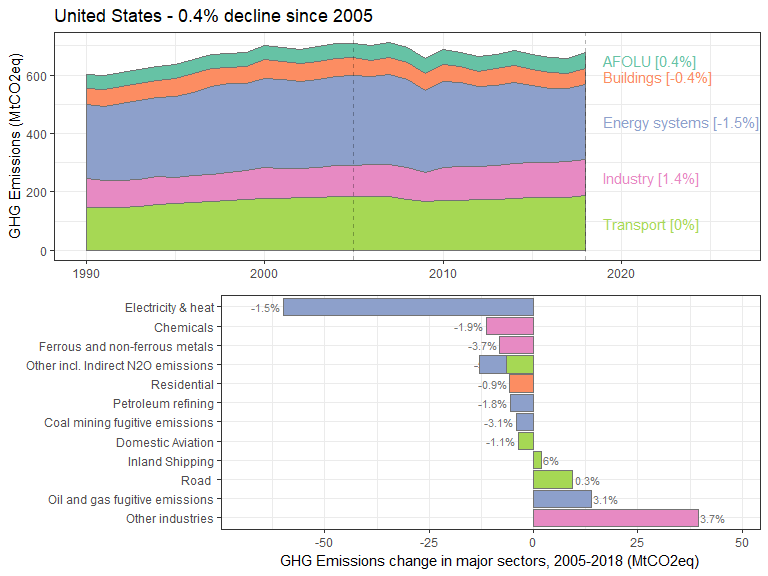 United States - 0.4% decline since 2005
GHG Emissions (MtCO2eq)
600
400
200
0
AFOLU [0.4%]
Buildings [-0.4%]
Energy systems [-1.5%]
Industry [1.4%]
Transport [0%]
1990 2000 2010 2020
Electricity & heat -1.5%
Chemicals -1.9%
Ferrous and non-ferrous metals -3.7%
Other incl. Indirect N2O emissions
Residential -0.9%
Petroleum refining -1.8%
Coal mining fugitive emissions -3.1%
Domestic Aviation -1.1%
Inland Shipping 6%
Road 0.3%
Oil and gas fugitive emissions 3.1%
Other industries 3.7%
-50 -25 0 25 50
GHG Emissions change in major sectors, 2005-2018 (MtCO2eq)